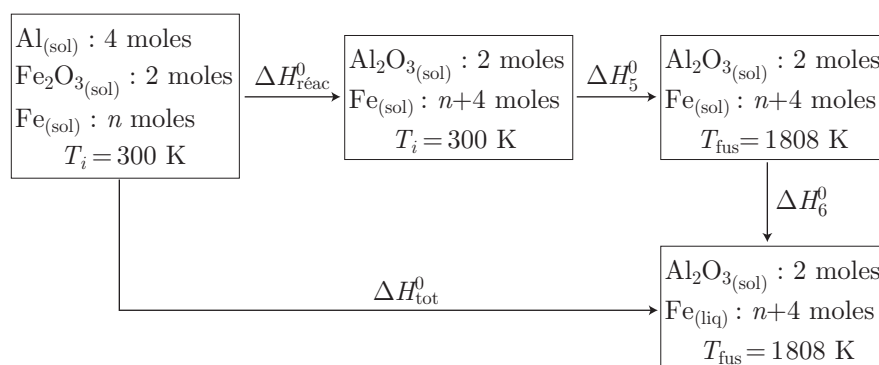 Al(sol) : 4 moles
Fe2O3(sol) : 2 moles
Fe(sol) : n moles
Ti = 300 K
ΔH⁰réac
Al2O3(sol) : 2 moles
Fe(sol) : n+4 moles
Ti = 300 K
ΔH⁰5
Al2O3(sol) : 2 moles
Fe(sol) : n+4 moles
Tfus = 1808 K
ΔH⁰6
ΔH⁰tot
Al2O3(sol) : 2 moles
Fe(liq) : n+4 moles
Tfus = 1808 K